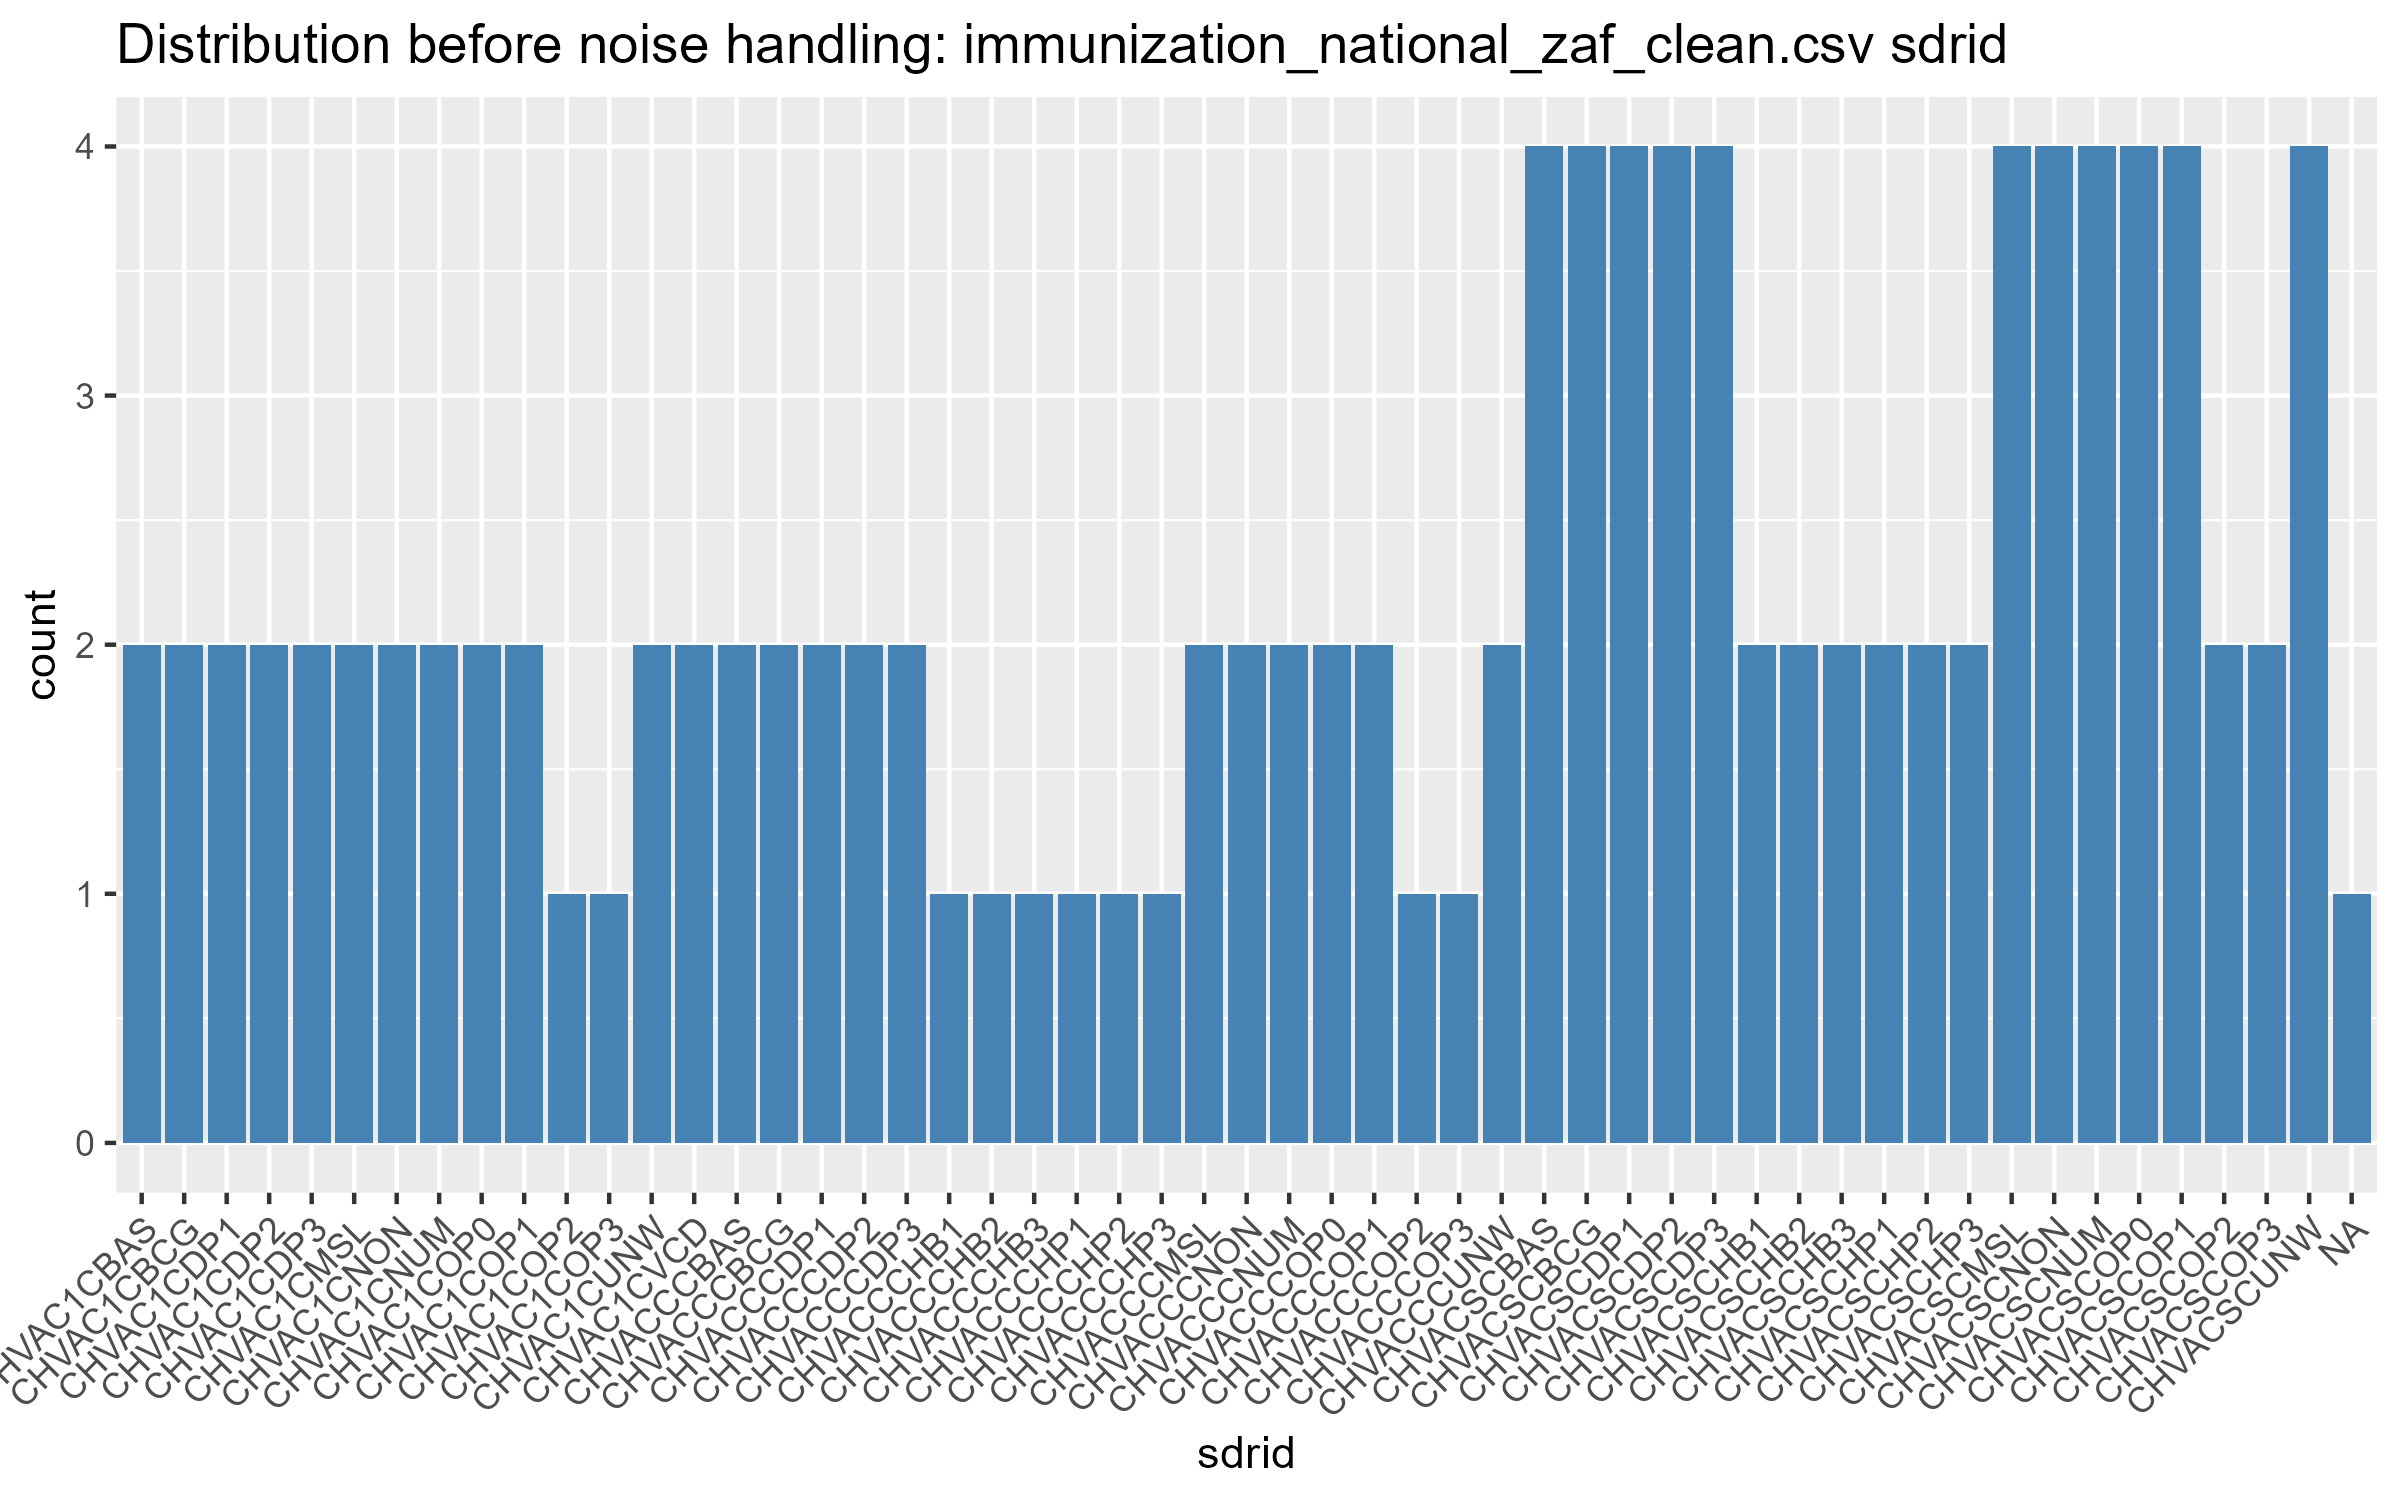 Distribution before noise handling: immunization_national_zaf_clean.csv sdrid
count
4
3
2
1
0
HVAC1CBAS
CHVAC1CBCG
CHVAC1CDP1
CHVAC1CDP2
CHVAC1CDP3
CHVAC1CMSL
CHVAC1CNON
CHVAC1CNUM
CHVAC1COP0
CHVAC1COP1
CHVAC1COP2
CHVAC1COP3
CHVAC1CUNW
CHVAC1CVCD
CHVACCCBAS
CHVACCCBCG
CHVACCCDP1
CHVACCCDP2
CHVACCCDP3
CHVACCCHB1
CHVACCCHB2
CHVACCCHB3
CHVACCCHP1
CHVACCCHP2
CHVACCCHP3
CHVACCCMSL
CHVACCCNON
CHVACCCNUM
CHVACCCOP0
CHVACCCOP1
CHVACCCOP2
CHVACCCOP3
CHVACCCUNW
CHVACSCBAS
CHVACSCBCG
CHVACSCDP1
CHVACSCDP2
CHVACSCDP3
CHVACSCHB1
CHVACSCHB2
CHVACSCHB3
CHVACSCHP1
CHVACSCHP2
CHVACSCHP3
CHVACSCMSL
CHVACSCNON
CHVACSCNUM
CHVACSCOP0
CHVACSCOP1
CHVACSCOP2
CHVACSCOP3
CHVACSCUNW
NA
sdrid